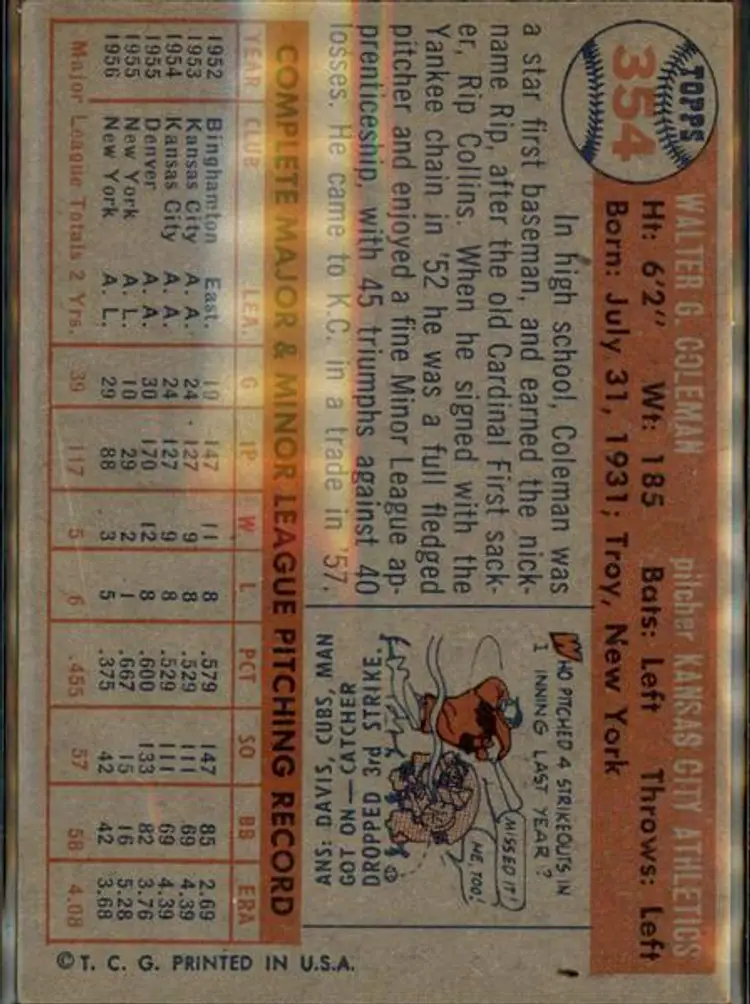 TOPPS
354
WALTER G. COLEMAN pitcher KANSAS CITY ATHLETICS
Ht: 6'2" Wt: 185 Bats: Left Throws: Left
Born: July 31, 1931; Troy, New York
In high school, Coleman was
a star first baseman, and earned the nick-
name Rip, after the old Cardinal First sack-
er, Rip Collins. When he signed with the
Yankee chain in '52 he was a full fledged
pitcher and enjoyed a fine Minor League ap-
prenticeship, with 45 triumphs against 40
losses. He came to K.C. in a trade in '57.
WHO PITCHED 4 STRIKEOUTS IN
1 INNING LAST YEAR?
MISSED IT!
ME, TOO!
ANS: DAVIS, CUBS, MAN
GOT ON—CATCHER
DROPPED 3rd STRIKE.
COMPLETE MAJOR & MINOR LEAGUE PITCHING RECORD
YEAR CLUB LEA. G IP W L PCT SO BB ERA
1952 Binghamton East. 19 147 11 8 .579 147 85 2.69
1953 Kansas City A. A. 24 127 9 8 .529 111 69 4.39
1954 Kansas City A. A. 24 127 9 8 .529 111 69 4.39
1955 Denver A. A. 30 170 12 8 .600 133 82 3.76
1955 New York A. L. 10 29 2 1 .667 15 16 5.28
1956 New York A. L. 29 88 3 5 .375 42 42 3.68
Major League Totals 2 Yrs. 39 117 5 6 .455 57 58 4.08
© T. C. G. PRINTED IN U.S.A.